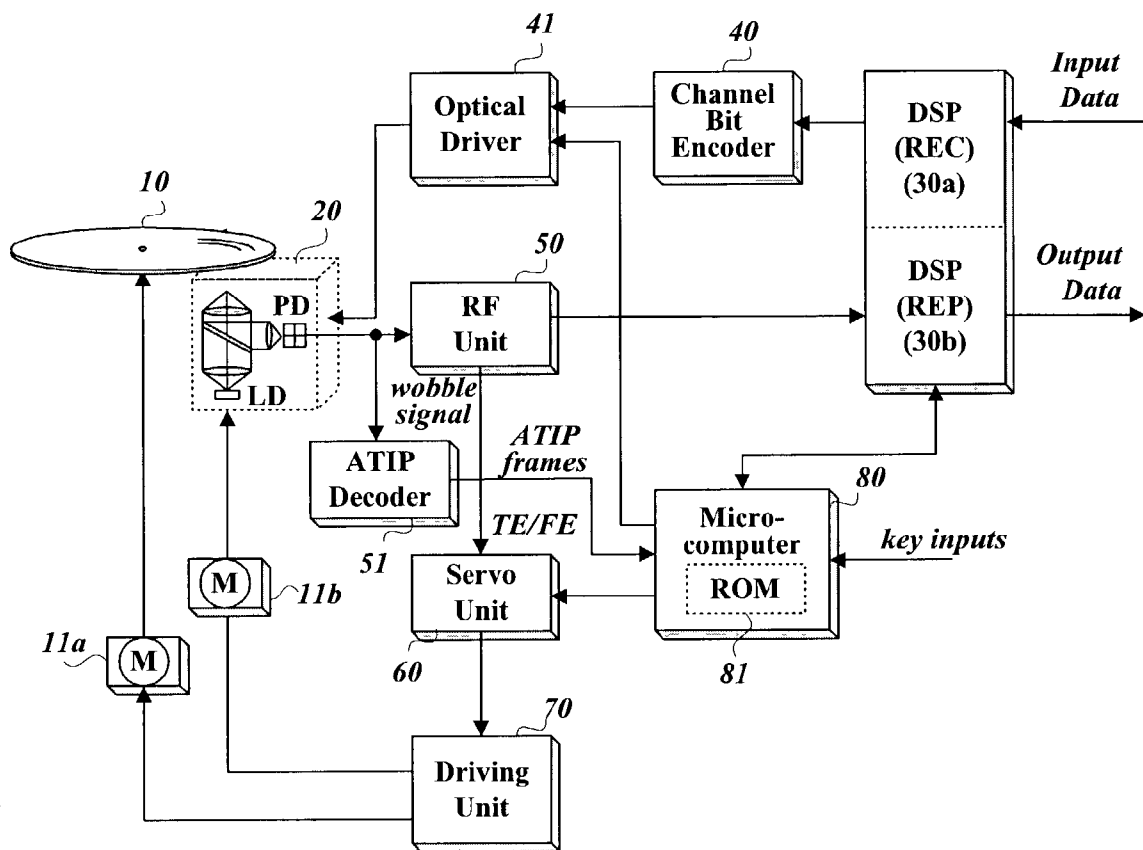 41
40
Input
Data
Optical
Driver
Channel
Bit
Encoder
DSP
(REC)
(30a)
10
20
50
DSP
(REP)
(30b)
Output
Data
PD
LD
RF
Unit
wobble
signal
ATIP
frames
ATIP
Decoder
51
TE/FE
80
Micro-
computer
ROM
81
key inputs
M
11b
Servo
Unit
60
11a
M
70
Driving
Unit